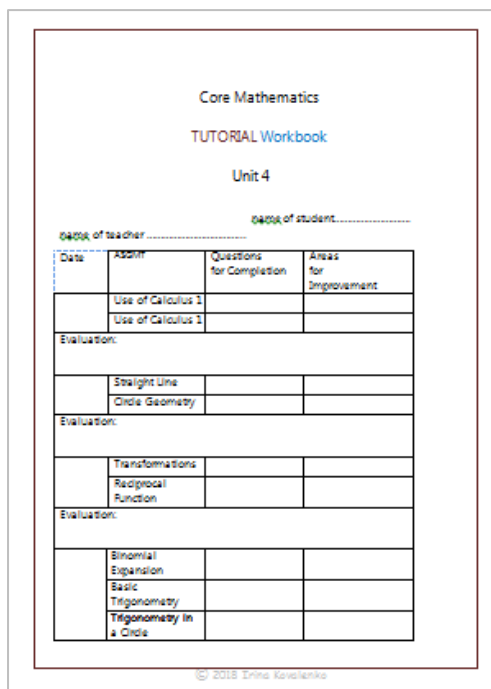 Core Mathematics
TUTORIAL Workbook
Unit 4
name of student..............................
name of teacher .......................................
Date
Assmt
Questions
for Completion
Areas
for
Improvement
Use of Calculus 1
Use of Calculus 1
Evaluation:
Straight Line
Circle Geometry
Evaluation:
Transformations
Reciprocal
Function
Evaluation:
Binomial
Expansion
Basic
Trigonometry
Trigonometry in
a Circle
© 2018 Irina Kovalenko